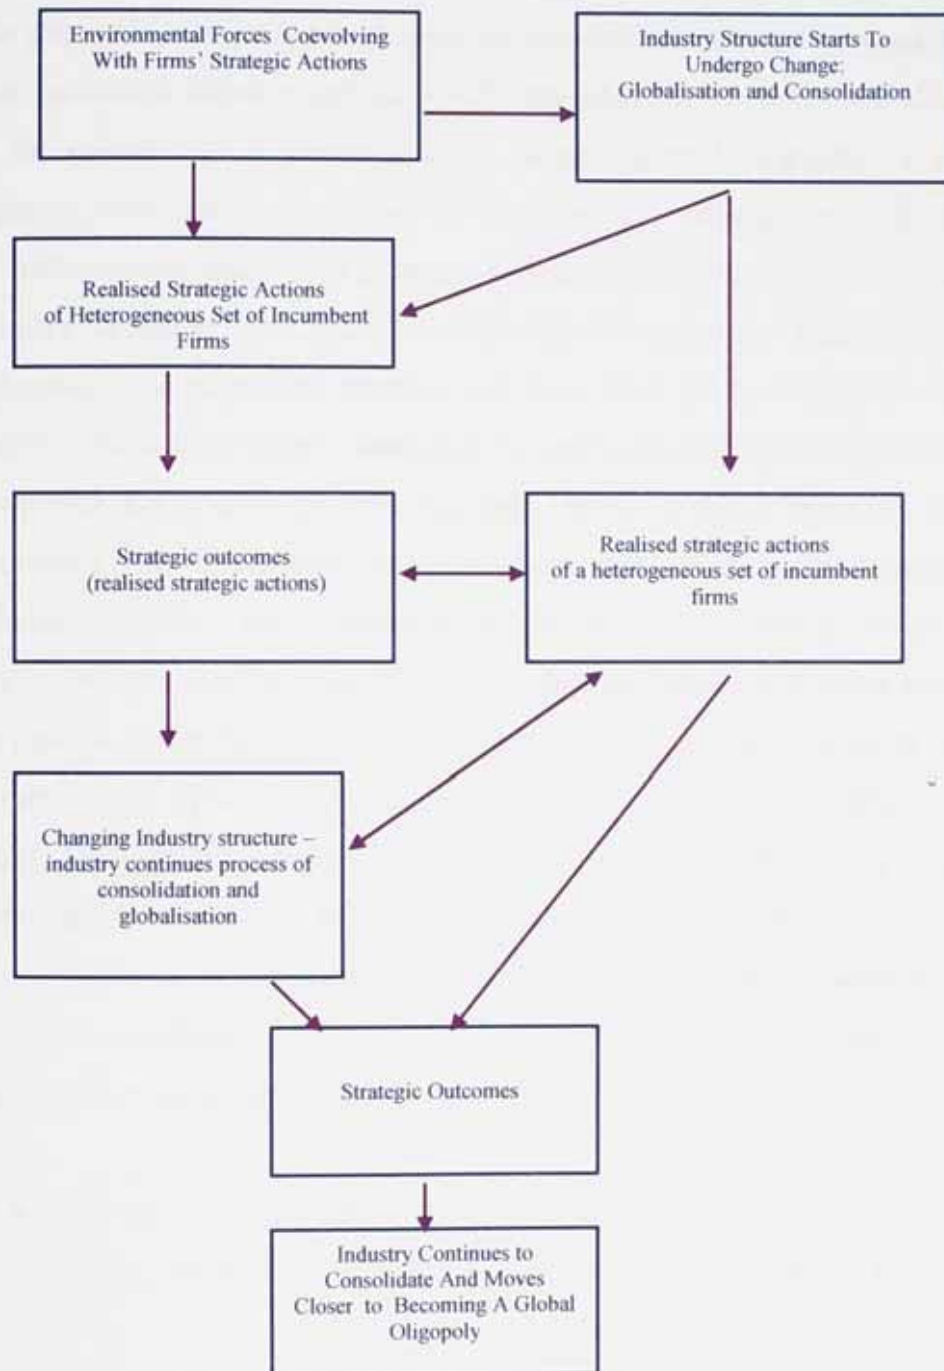 Environmental Forces Coevolving
With Firms' Strategic Actions
Industry Structure Starts To
Undergo Change:
Globalisation and Consolidation
Realised Strategic Actions
of Heterogeneous Set of Incumbent
Firms
Strategic outcomes
(realised strategic actions)
Realised strategic actions
of a heterogeneous set of incumbent
firms
Changing Industry structure –
industry continues process of
consolidation and
globalisation
Strategic Outcomes
Industry Continues to
Consolidate And Moves
Closer to Becoming A Global
Oligopoly